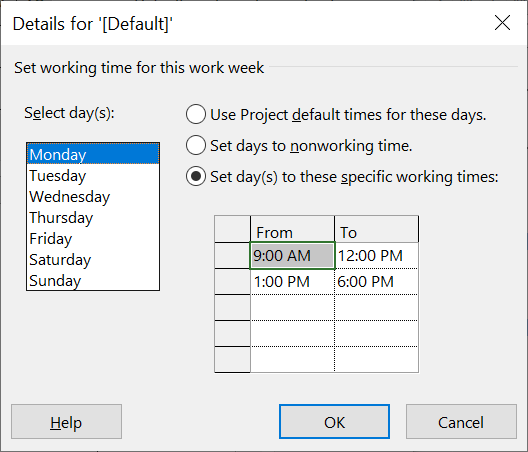 Details for '[Default]'
Set working time for this work week
Select day(s):
Monday
Tuesday
Wednesday
Thursday
Friday
Saturday
Sunday
Use Project default times for these days.
Set days to nonworking time.
Set day(s) to these specific working times:
From To
9:00 AM 12:00 PM
1:00 PM 6:00 PM
Help OK Cancel